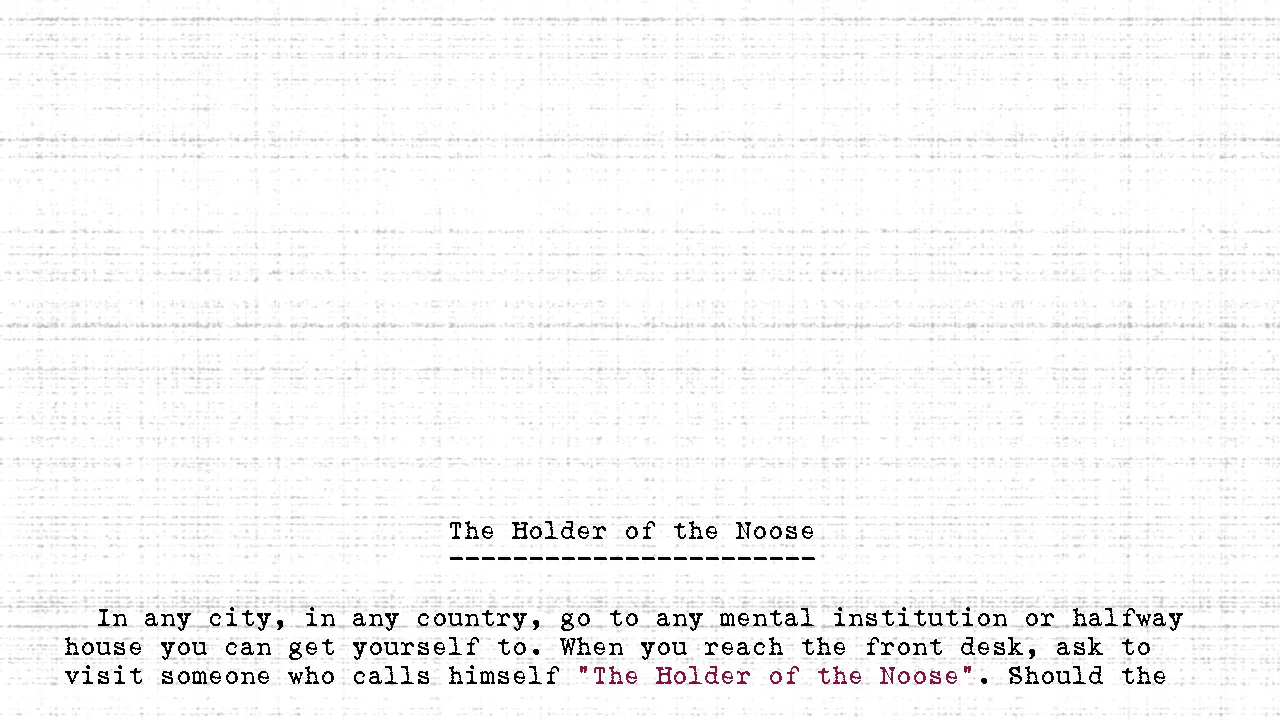 The Holder of the Noose
-----------------------
In any city, in any country, go to any mental institution or halfway
house you can get yourself to. When you reach the front desk, ask to
visit someone who calls himself "The Holder of the Noose". Should the